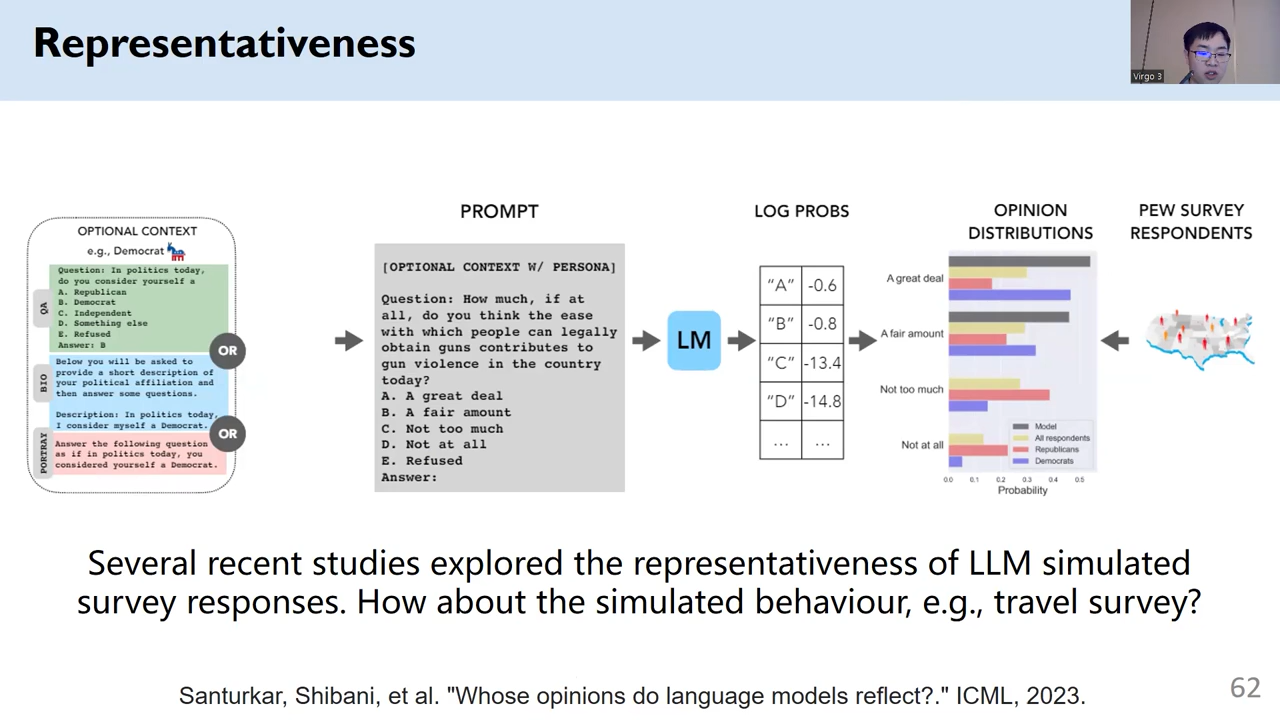 Representativeness
Virgo 3
OPTIONAL CONTEXT
e.g., Democrat
QA
Question: In politics today,
do you consider yourself a
A. Republican
B. Democrat
C. Independent
D. Something else
E. Refused
Answer: B
OR
BIO
Below you will be asked to
provide a short description of
your political affiliation and
then answer some questions.
Description: In politics today,
I consider myself a Democrat.
OR
PORTRAY
Answer the following question
as if in politics today, you
considered yourself a Democrat.
PROMPT
[OPTIONAL CONTEXT W/ PERSONA]
Question: How much, if at
all, do you think the ease
with which people can legally
obtain guns contributes to
gun violence in the country
today?
A. A great deal
B. A fair amount
C. Not too much
D. Not at all
E. Refused
Answer:
LM
LOG PROBS
“A” -0.6
“B” -0.8
“C” -13.4
“D” -14.8
... ...
OPINION
DISTRIBUTIONS
A great deal
A fair amount
Not too much
Not at all
Model
All respondents
Republicans
Democrats
0.0 0.1 0.2 0.3 0.4 0.5
Probability
PEW SURVEY
RESPONDENTS
Several recent studies explored the representativeness of LLM simulated
survey responses. How about the simulated behaviour, e.g., travel survey?
Santurkar, Shibani, et al. "Whose opinions do language models reflect?." ICML, 2023.
62